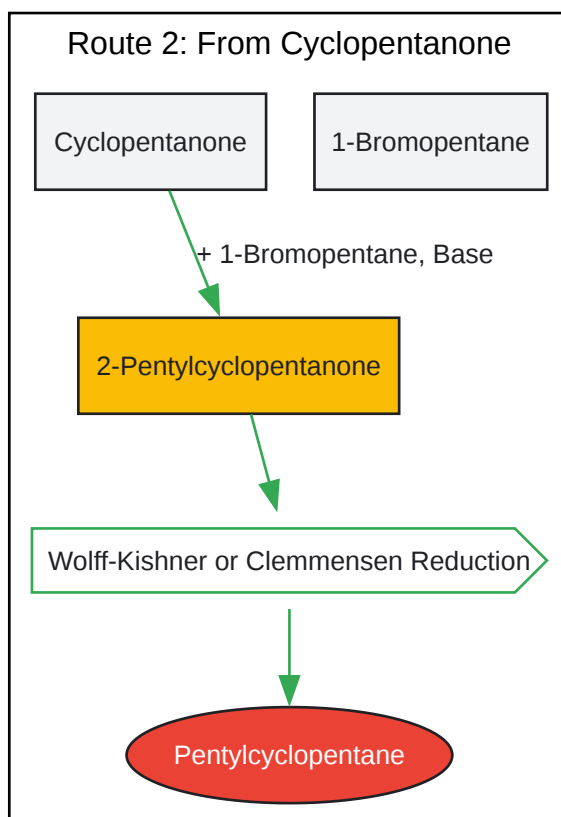 Route 2: From Cyclopentanone
Cyclopentanone
1-Bromopentane
+ 1-Bromopentane, Base
2-Pentylcyclopentanone
Wolff-Kishner or Clemmensen Reduction
Pentylcyclopentane